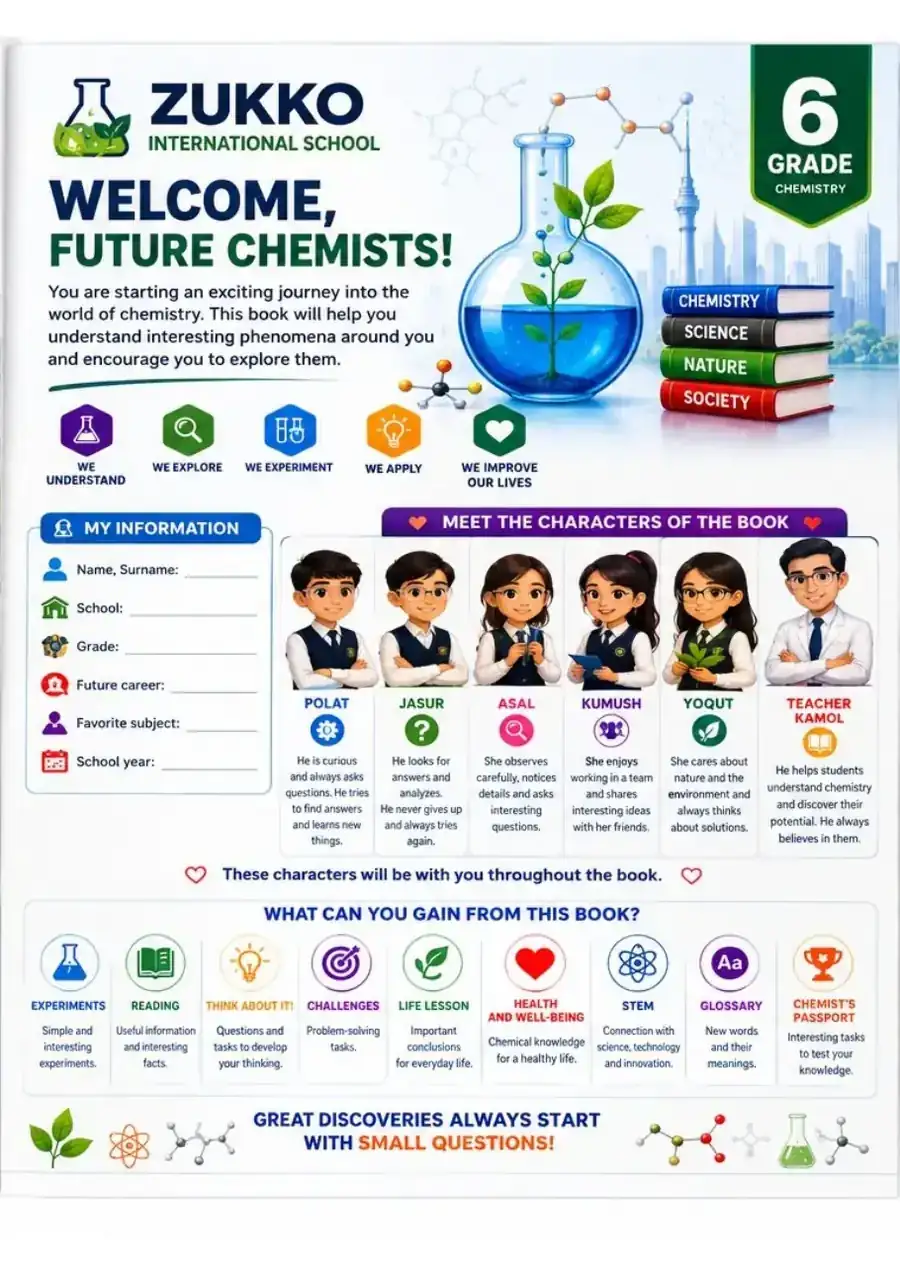 ZUKKO
INTERNATIONAL SCHOOL
6
GRADE
CHEMISTRY
WELCOME,
FUTURE CHEMISTS!
You are starting an exciting journey into the
world of chemistry. This book will help you
understand interesting phenomena around you
and encourage you to explore them.
CHEMISTRY
SCIENCE
NATURE
SOCIETY
WE
UNDERSTAND
WE EXPLORE
WE EXPERIMENT
WE APPLY
WE IMPROVE
OUR LIVES
MY INFORMATION
Name, Surname:
School:
Grade:
Future career:
Favorite subject:
School year:
MEET THE CHARACTERS OF THE BOOK
POLAT
He is curious
and always asks
questions. He tries
to find answers
and learns new
things.
JASUR
?
He looks for
answers and
analyzes.
He never gives up
and always tries
again.
ASAL
She observes
carefully, notices
details and asks
interesting
questions.
KUMUSH
She enjoys
working in a team
and shares
interesting ideas
with her friends.
YOQUT
She cares about
nature and the
environment and
always thinks
about solutions.
TEACHER
KAMOL
He helps students
understand chemistry
and discover their
potential. He always
believes in them.
These characters will be with you throughout the book.
WHAT CAN YOU GAIN FROM THIS BOOK?
EXPERIMENTS
Simple and
interesting
experiments.
READING
Useful information
and interesting
facts.
THINK ABOUT IT!
Questions and
tasks to develop
your thinking.
CHALLENGES
Problem-solving
tasks.
LIFE LESSON
Important
conclusions
for everyday life.
HEALTH
AND WELL-BEING
Chemical knowledge
for a healthy life.
STEM
Connection with
science, technology
and innovation.
Aa
GLOSSARY
New words
and their
meanings.
CHEMIST'S
PASSPORT
Interesting tasks
to test your
knowledge.
GREAT DISCOVERIES ALWAYS START
WITH SMALL QUESTIONS!